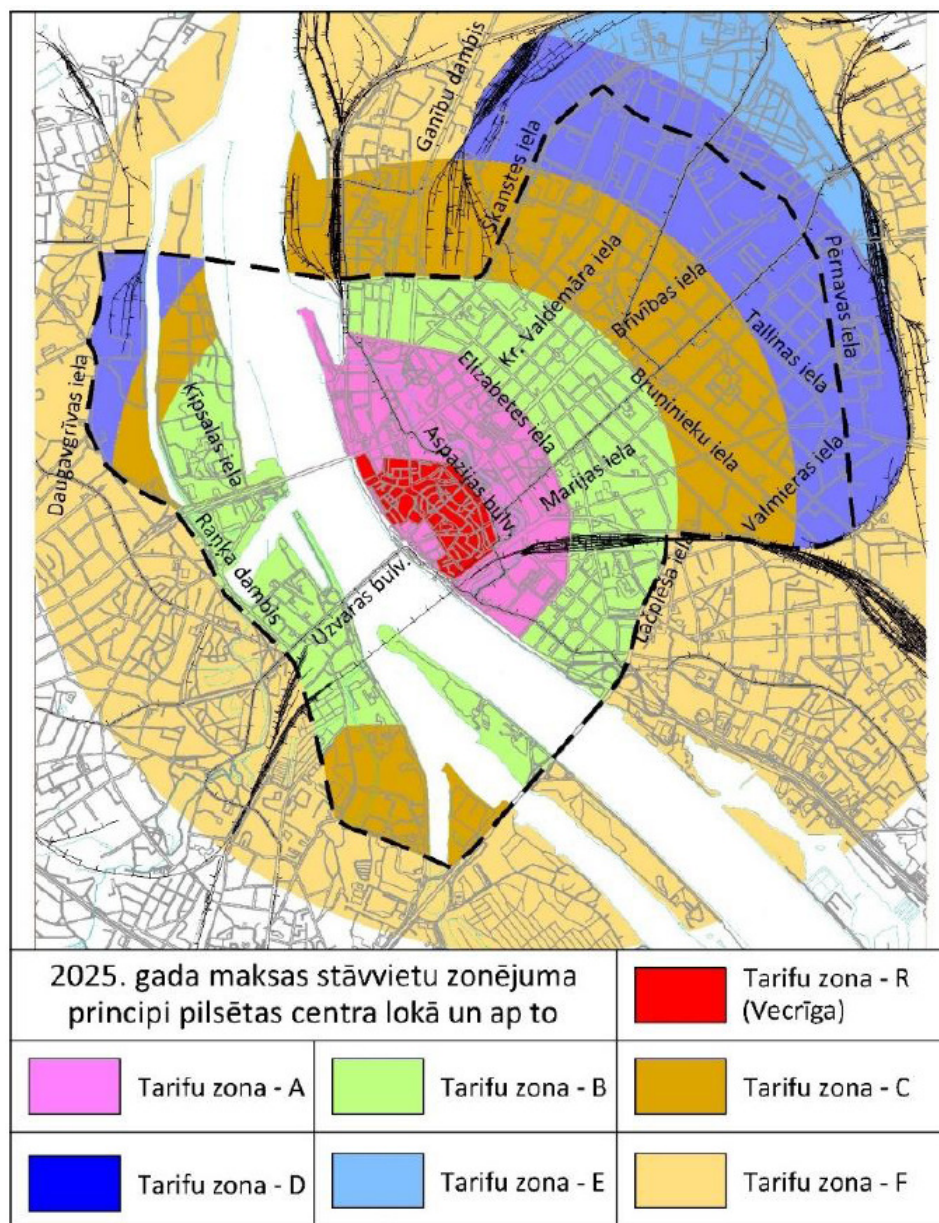 Ganību dambis
Skanstes iela
Kr. Valdemāra iela
Brīvības iela
Pērnavas iela
Tallinas iela
Elizabetes iela
Bruņinieku iela
Daugavgrīvas iela
Ķīpsalas iela
Aspazijas bulv.
Marijas iela
Valmieras iela
Ranka dambis
Uzvaras bulv.
Lāčplēša iela
2025. gada maksas stāvvietu zonējuma
principi pilsētas centra lokā un ap to
Tarifu zona - R
(Vecrīga)
Tarifu zona - A
Tarifu zona - B
Tarifu zona - C
Tarifu zona - D
Tarifu zona - E
Tarifu zona - F